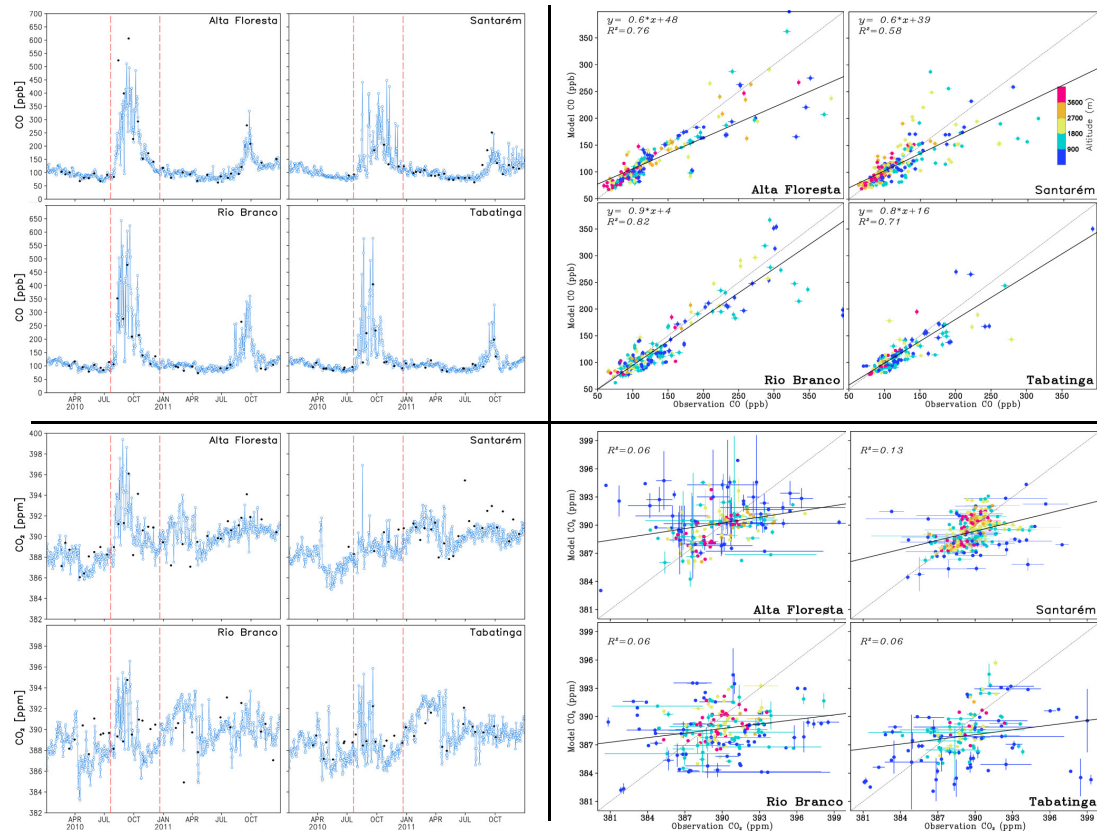 Alta Floresta
700
650
600
550
500
450
400
350
300
250
200
150
100
50
0
CO [ppb]
Santarém
Rio Branco
650
600
550
500
450
400
350
300
250
200
150
100
50
0
CO [ppb]
APR
2010
JUL
OCT
JAN
2011
APR
JUL
OCT
Tabatinga
APR
2010
JUL
OCT
JAN
2011
APR
JUL
OCT
y= 0.6*x+48
R²=0.76
400
350
300
250
200
150
100
50
Model CO (ppb)
Alta Floresta
y= 0.6*x+39
R²=0.58
3600
2700
1800
900
Altitude (m)
Santarém
y= 0.9*x+4
R²=0.82
350
300
250
200
150
100
50
Model CO (ppb)
Rio Branco
50
100
150
200
250
300
350
Observation CO (ppb)
y= 0.8*x+16
R²=0.71
Tabatinga
50
100
150
200
250
300
350
Observation CO (ppb)
Alta Floresta
400
398
396
394
392
390
388
386
384
382
CO₂ [ppm]
Santarém
Rio Branco
398
396
394
392
390
388
386
384
382
CO₂ [ppm]
APR
2010
JUL
OCT
JAN
2011
APR
JUL
OCT
Tabatinga
APR
2010
JUL
OCT
JAN
2011
APR
JUL
OCT
R²=0.06
399
396
393
390
387
384
381
Model CO₂ (ppm)
Alta Floresta
R²=0.13
Santarém
R²=0.06
399
396
393
390
387
384
381
Model CO₂ (ppm)
Rio Branco
381
384
387
390
393
396
399
Observation CO₂ (ppm)
R²=0.06
Tabatinga
381
384
387
390
393
396
399
Observation CO₂ (ppm)